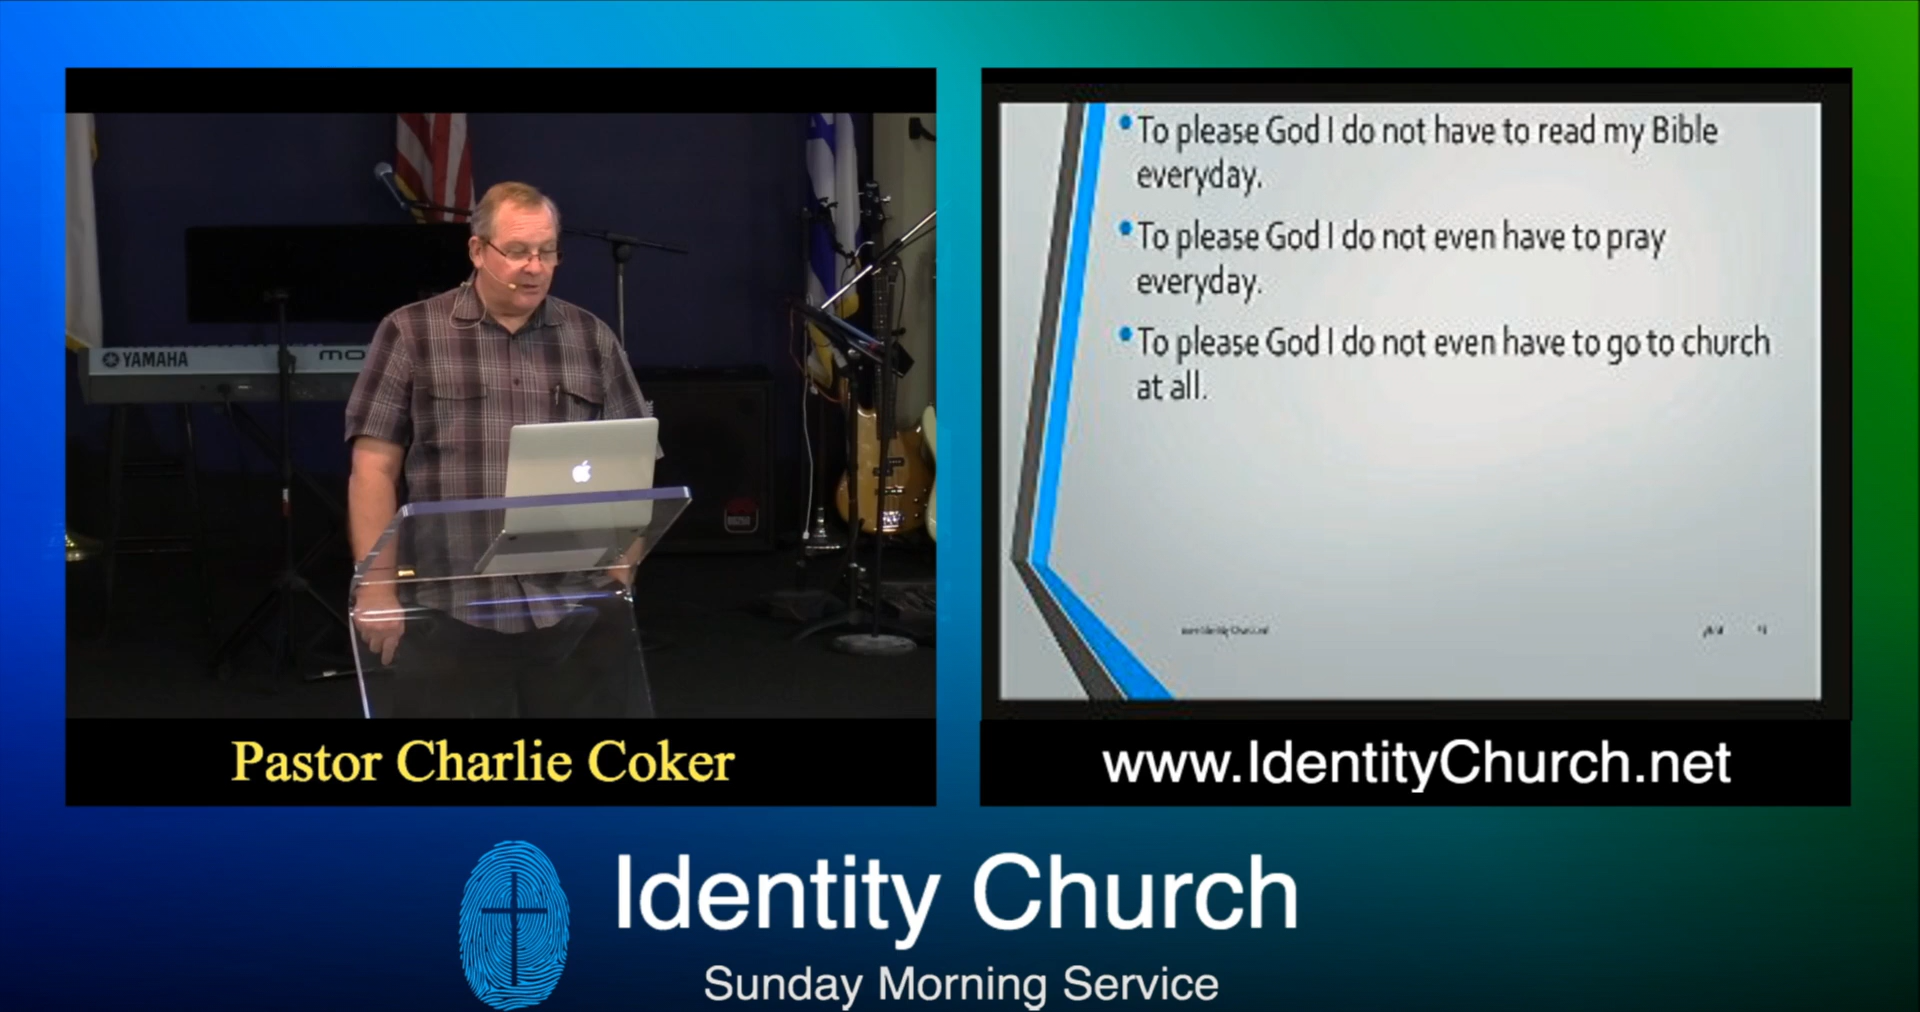 YAMAHA
MO
To please God I do not have to read my Bible
everyday.
To please God I do not even have to pray
everyday.
To please God I do not even have to go to church
at all.
Pastor Charlie Coker
www.IdentityChurch.net
Identity Church
Sunday Morning Service